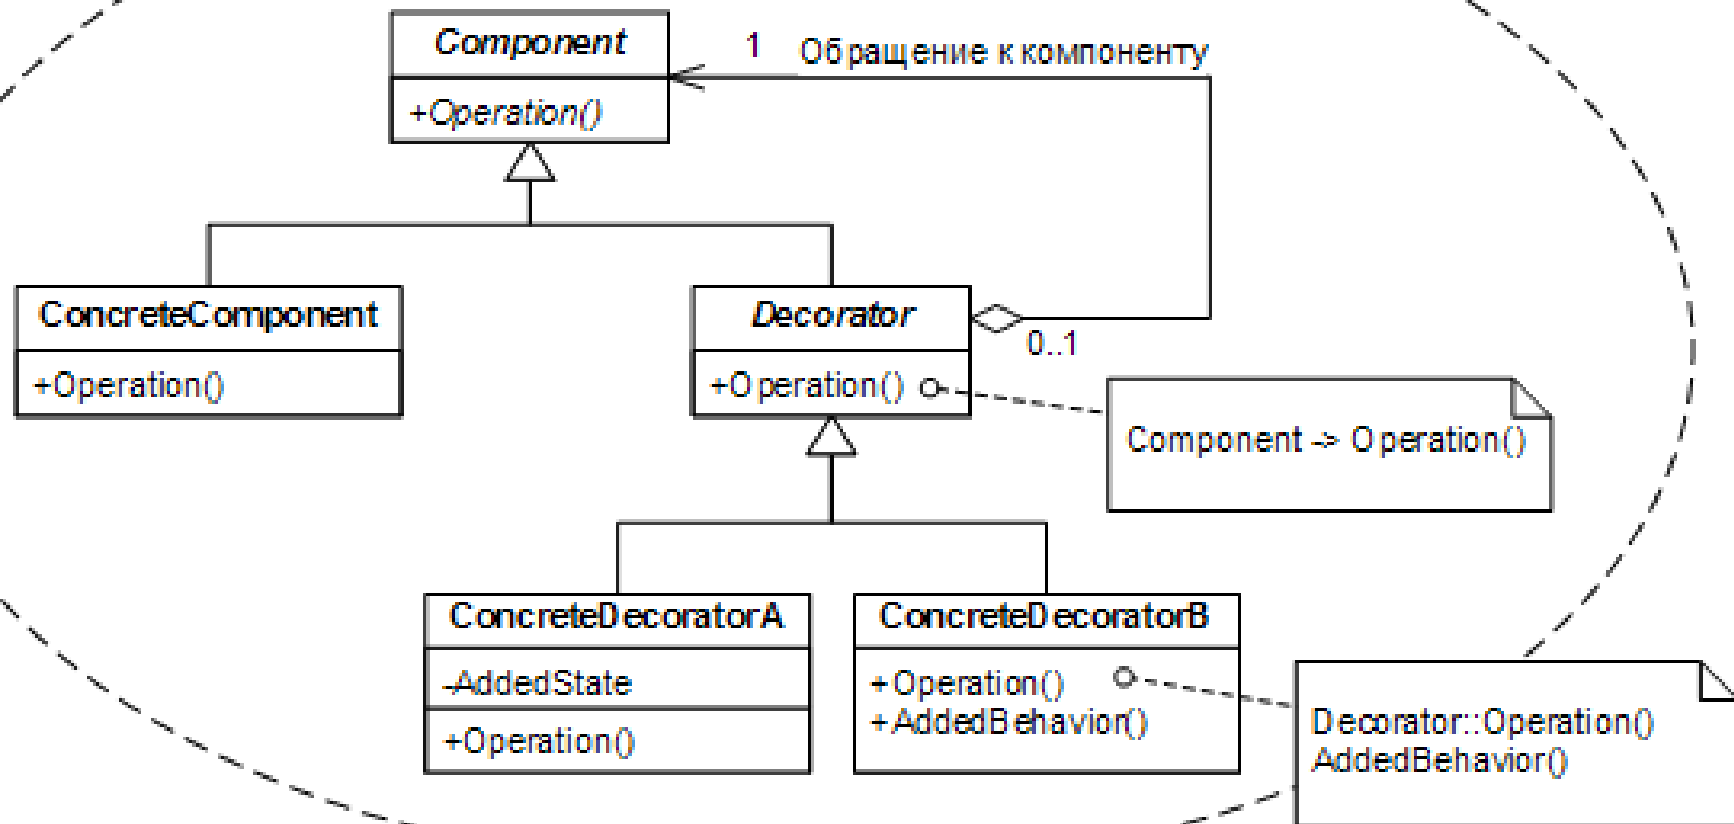 Component
1 Обращение к компоненту
+Operation()
ConcreteComponent
+Operation()
Decorator
0..1
+Operation()
Component -> Operation()
ConcreteDecoratorA
-AddedState
+Operation()
ConcreteDecoratorB
+Operation()
+AddedBehavior()
Decorator::Operation()
AddedBehavior()